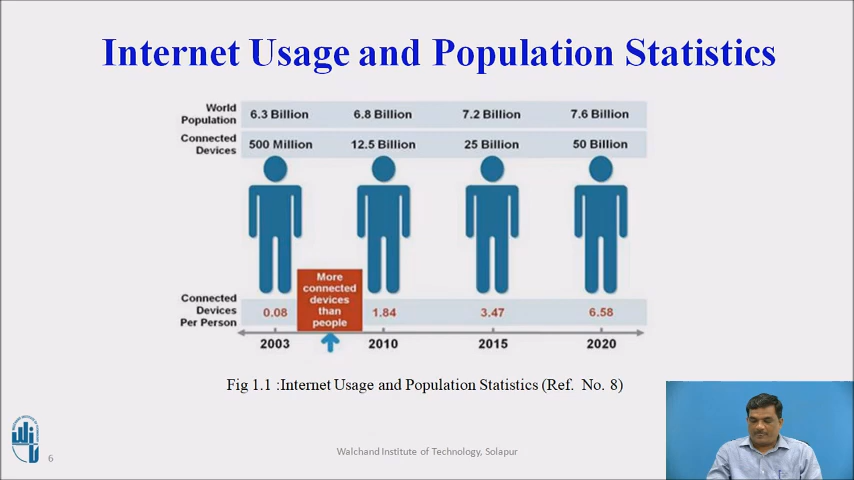 Internet Usage and Population Statistics
World
Population
6.3 Billion 6.8 Billion 7.2 Billion 7.6 Billion
Connected
Devices
500 Million 12.5 Billion 25 Billion 50 Billion
More
connected
devices
than
people
Connected
Devices
Per Person
0.08 1.84 3.47 6.58
2003 2010 2015 2020
Fig 1.1 :Internet Usage and Population Statistics (Ref. No. 8)
6
Walchand Institute of Technology, Solapur